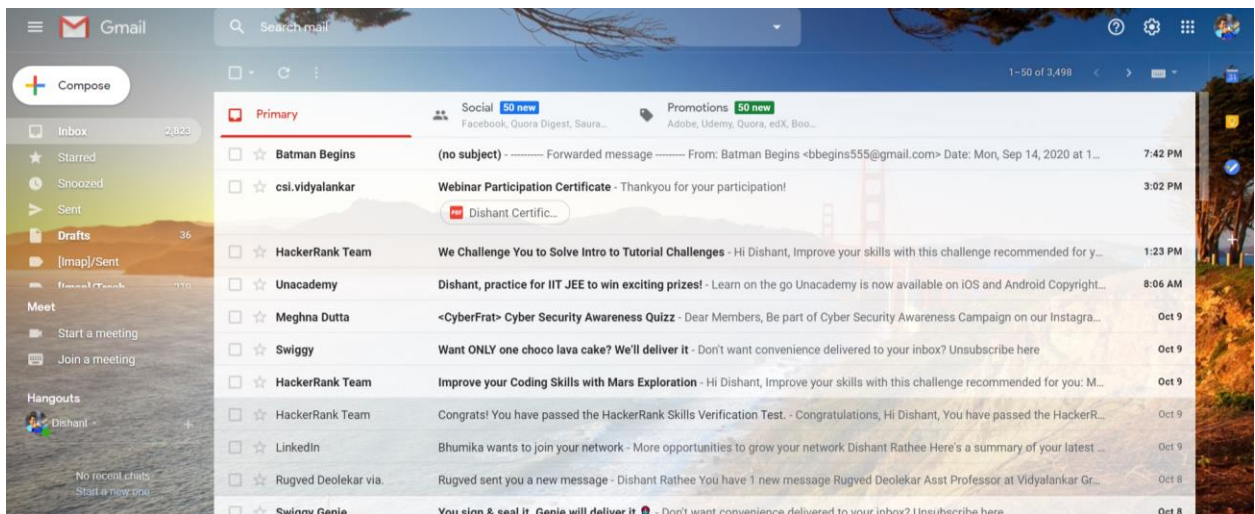 Gmail
Search mail
Compose
1–50 of 3,498
Primary
Social 50 new
Facebook, Quora Digest, Saura...
Promotions 50 new
Adobe, Udemy, Quora, edX, Boo...
Inbox 2,823
Starred
Snoozed
Sent
Drafts 36
[Imap]/Sent
[Imap]/Trash
Meet
Start a meeting
Join a meeting
Hangouts
Dishant
No recent chats
Start a new one
Batman Begins (no subject) - ---------- Forwarded message --------- From: Batman Begins <bbegins555@gmail.com> Date: Mon, Sep 14, 2020 at 1... 7:42 PM
csi.vidyalankar Webinar Participation Certificate - Thankyou for your participation! 3:02 PM
PDF Dishant Certific...
HackerRank Team We Challenge You to Solve Intro to Tutorial Challenges - Hi Dishant, Improve your skills with this challenge recommended for y... 1:23 PM
Unacademy Dishant, practice for IIT JEE to win exciting prizes! - Learn on the go Unacademy is now available on iOS and Android Copyright... 8:06 AM
Meghna Dutta <CyberFrat> Cyber Security Awareness Quizz - Dear Members, Be part of Cyber Security Awareness Campaign on our Instagra... Oct 9
Swiggy Want ONLY one choco lava cake? We'll deliver it - Don't want convenience delivered to your inbox? Unsubscribe here Oct 9
HackerRank Team Improve your Coding Skills with Mars Exploration - Hi Dishant, Improve your skills with this challenge recommended for you: M... Oct 9
HackerRank Team Congrats! You have passed the HackerRank Skills Verification Test. - Congratulations, Hi Dishant, You have passed the HackerR... Oct 9
LinkedIn Bhumika wants to join your network - More opportunities to grow your network Dishant Rathee Here's a summary of your latest ... Oct 9
Rugved Deolekar via. Rugved sent you a new message - Dishant Rathee You have 1 new message Rugved Deolekar Asst Professor at Vidyalankar Gr... Oct 8
Swiggy Genie You sign & seal it, Genie will deliver it - Don't want convenience delivered to your inbox? Unsubscribe here Oct 8